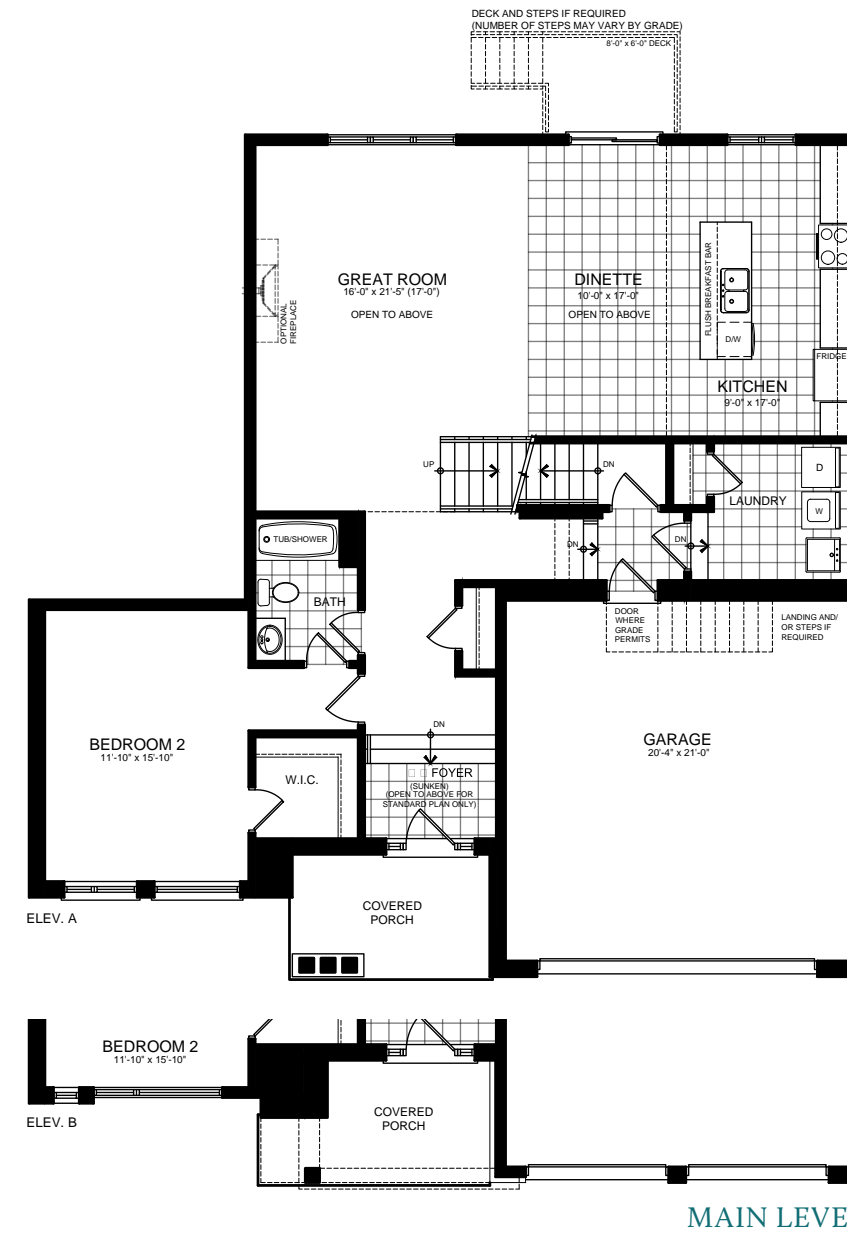 DECK AND STEPS IF REQUIRED
(NUMBER OF STEPS MAY VARY BY GRADE)
8'-0" x 6'-0" DECK
GREAT ROOM
16'-0" x 21'-5" (17'-0")
OPEN TO ABOVE
OPTIONAL
FIREPLACE
DINETTE
10'-0" x 17'-0"
OPEN TO ABOVE
FLUSH BREAKFAST BAR
D/W
FRIDGE
KITCHEN
9'-0" x 17'-0"
UP
DN
D
LAUNDRY
W
TUB/SHOWER
DN
DN
BATH
DOOR
WHERE
GRADE
PERMITS
LANDING AND/
OR STEPS IF
REQUIRED
DN
BEDROOM 2
11'-10" x 15'-10"
GARAGE
20'-4" x 21'-0"
W.I.C.
FOYER
(SUNKEN)
(OPEN TO ABOVE FOR
STANDARD PLAN ONLY)
COVERED
PORCH
ELEV. A
BEDROOM 2
11'-10" x 15'-10"
COVERED
PORCH
ELEV. B
MAIN LEVE